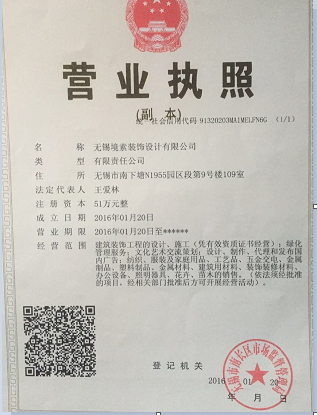 营业执照
(副 本)
统一社会信用代码 91320203MA1MELFN6G (1/1)
名 称 无锡境素装饰设计有限公司
类 型 有限责任公司
住 所 无锡市南下塘N1955园区段第9号楼109室
法定代表人 王爱林
注册资本 51万元整
成立日期 2016年01月20日
营业期限 2016年01月20日至******
经营范围 建筑装饰工程的设计、施工（凭有效资质证书经营）；绿化
管理服务；文化艺术交流策划；设计、制作、代理和发布国
内广告；纺织、服装及家庭用品、工艺品、五金交电、金属
制品、塑料制品、金属材料、建筑用材料、装饰装修材料、
办公设备、照明器具、花卉、苗木的销售。（依法须经批准
的项目，经相关部门批准后方可开展经营活动）。
登记机关
2016 01 20
年 月 日